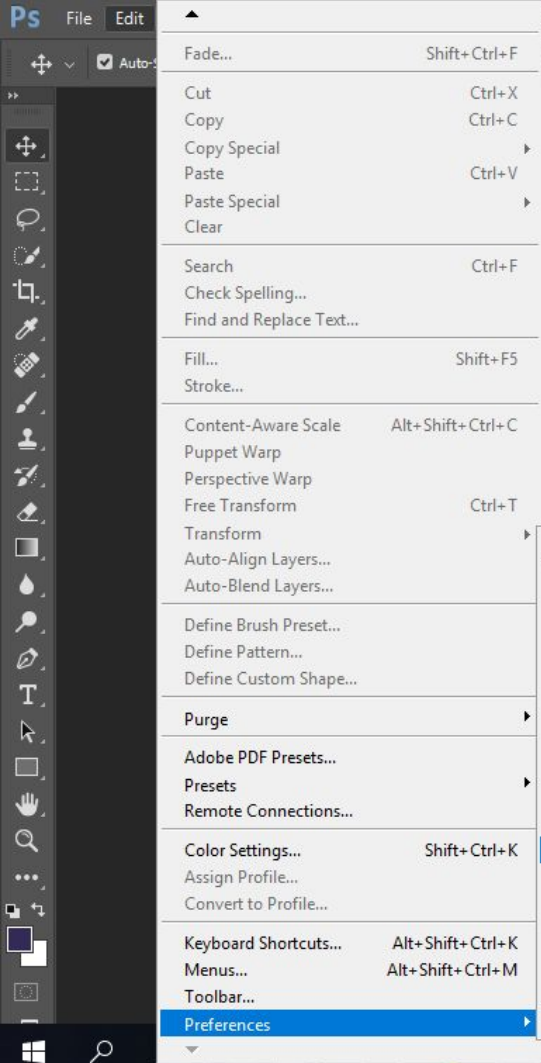 Ps File Edit
Auto-S
Fade... Shift+Ctrl+F
Cut Ctrl+X
Copy Ctrl+C
Copy Special
Paste Ctrl+V
Paste Special
Clear
Search Ctrl+F
Check Spelling...
Find and Replace Text...
Fill... Shift+F5
Stroke...
Content-Aware Scale Alt+Shift+Ctrl+C
Puppet Warp
Perspective Warp
Free Transform Ctrl+T
Transform
Auto-Align Layers...
Auto-Blend Layers...
Define Brush Preset...
Define Pattern...
Define Custom Shape...
T
Purge
Adobe PDF Presets...
Presets
Remote Connections...
Color Settings... Shift+Ctrl+K
Assign Profile...
Convert to Profile...
Keyboard Shortcuts... Alt+Shift+Ctrl+K
Menus... Alt+Shift+Ctrl+M
Toolbar...
Preferences